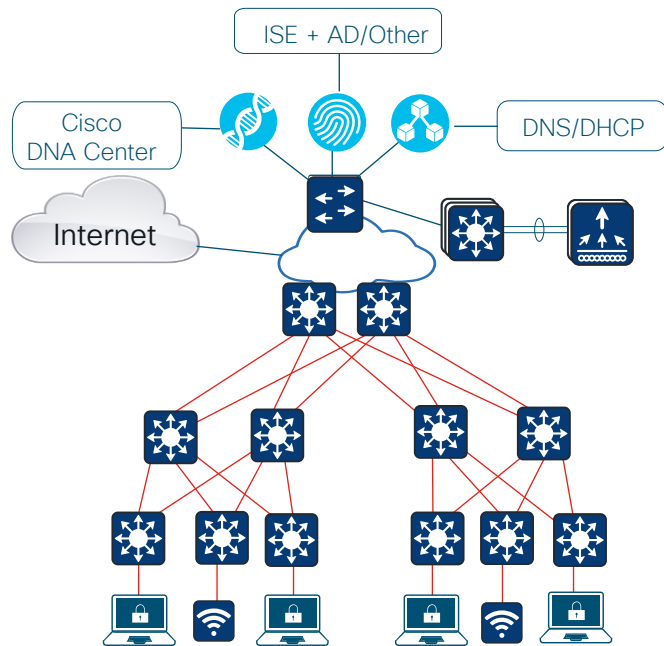 ISE + AD/Other
Cisco
DNA Center
DNS/DHCP
Internet